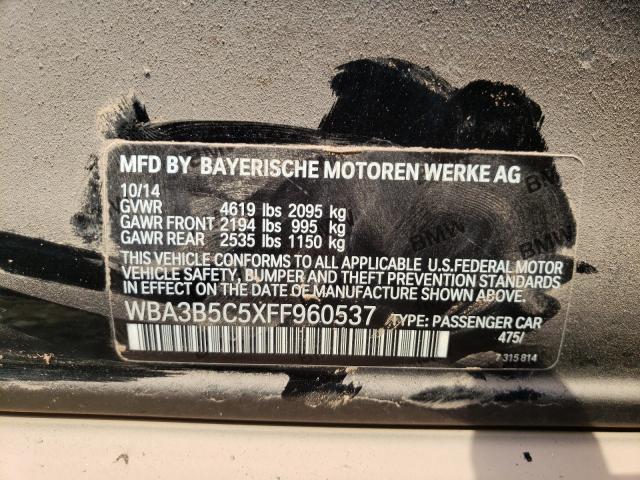 MFD BY BAYERISCHE MOTOREN WERKE AG
10/14
GVWR 4619 lbs 2095 kg
GAWR FRONT 2194 lbs 995 kg
GAWR REAR 2535 lbs 1150 kg
THIS VEHICLE CONFORMS TO ALL APPLICABLE U.S.FEDERAL MOTOR
VEHICLE SAFETY, BUMPER AND THEFT PREVENTION STANDARDS
IN EFFECT ON THE DATE OF MANUFACTURE SHOWN ABOVE.
WBA3B5C5XFF960537 TYPE: PASSENGER CAR
475/
7 315 814
BMW
BMW
BMW